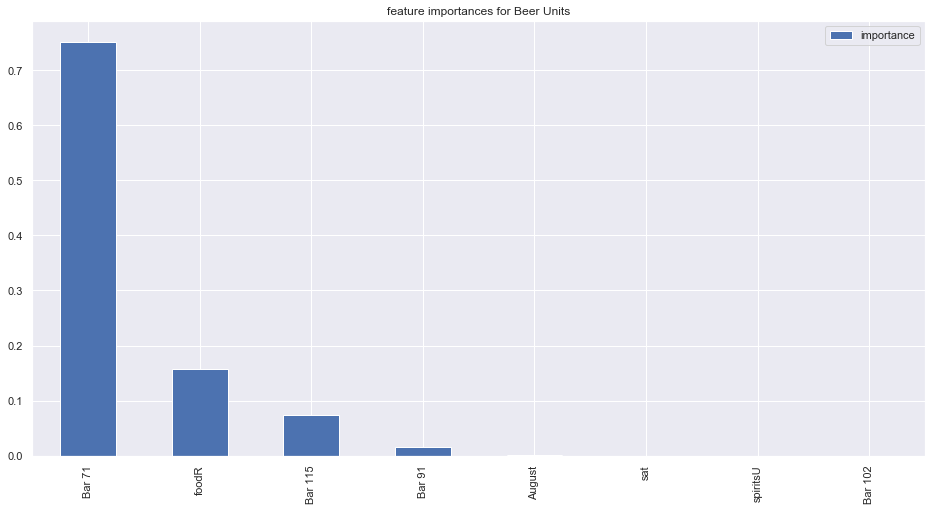 feature importances for Beer Units
importance
0.7
0.6
0.5
0.4
0.3
0.2
0.1
0.0
Bar 71
foodR
Bar 115
Bar 91
August
sat
spiritsU
Bar 102